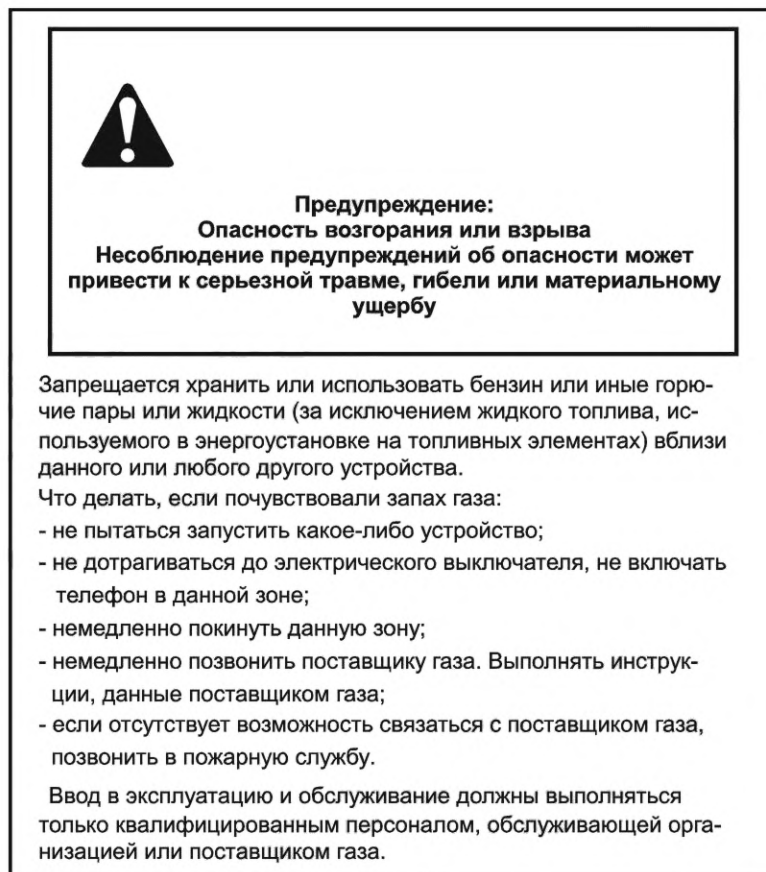 Предупреждение:
Опасность возгорания или взрыва
Несоблюдение предупреждений об опасности может
привести к серьезной травме, гибели или материальному
ущербу
Запрещается хранить или использовать бензин или иные горю-
чие пары или жидкости (за исключением жидкого топлива, ис-
пользуемого в энергоустановке на топливных элементах) вблизи
данного или любого другого устройства.
Что делать, если почувствовали запах газа:
- не пытаться запустить какое-либо устройство;
- не дотрагиваться до электрического выключателя, не включать
телефон в данной зоне;
- немедленно покинуть данную зону;
- немедленно позвонить поставщику газа. Выполнять инструк-
ции, данные поставщиком газа;
- если отсутствует возможность связаться с поставщиком газа,
позвонить в пожарную службу.
Ввод в эксплуатацию и обслуживание должны выполняться
только квалифицированным персоналом, обслуживающей орга-
низацией или поставщиком газа.